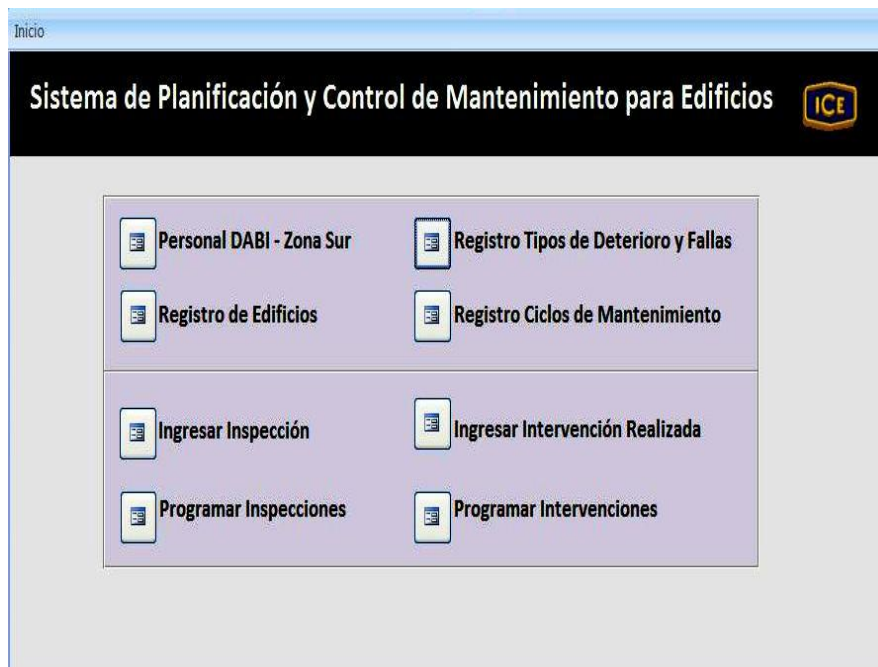 Inicio
Sistema de Planificación y Control de Mantenimiento para Edificios
ICE
Personal DABI - Zona Sur
Registro Tipos de Deterioro y Fallas
Registro de Edificios
Registro Ciclos de Mantenimiento
Ingresar Inspección
Ingresar Intervención Realizada
Programar Inspecciones
Programar Intervenciones